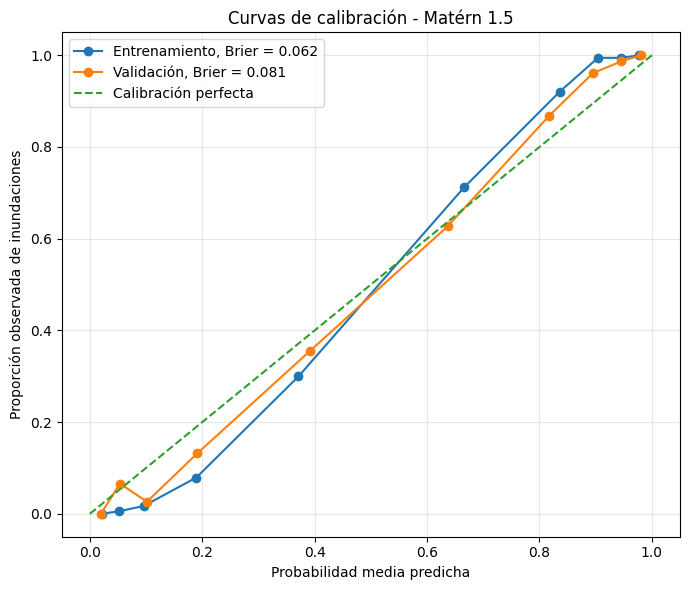 Curvas de calibración - Matérn 1.5
Entrenamiento, Brier = 0.062
Validación, Brier = 0.081
Calibración perfecta
Proporción observada de inundaciones
1.0
0.8
0.6
0.4
0.2
0.0
0.0 0.2 0.4 0.6 0.8 1.0
Probabilidad media predicha